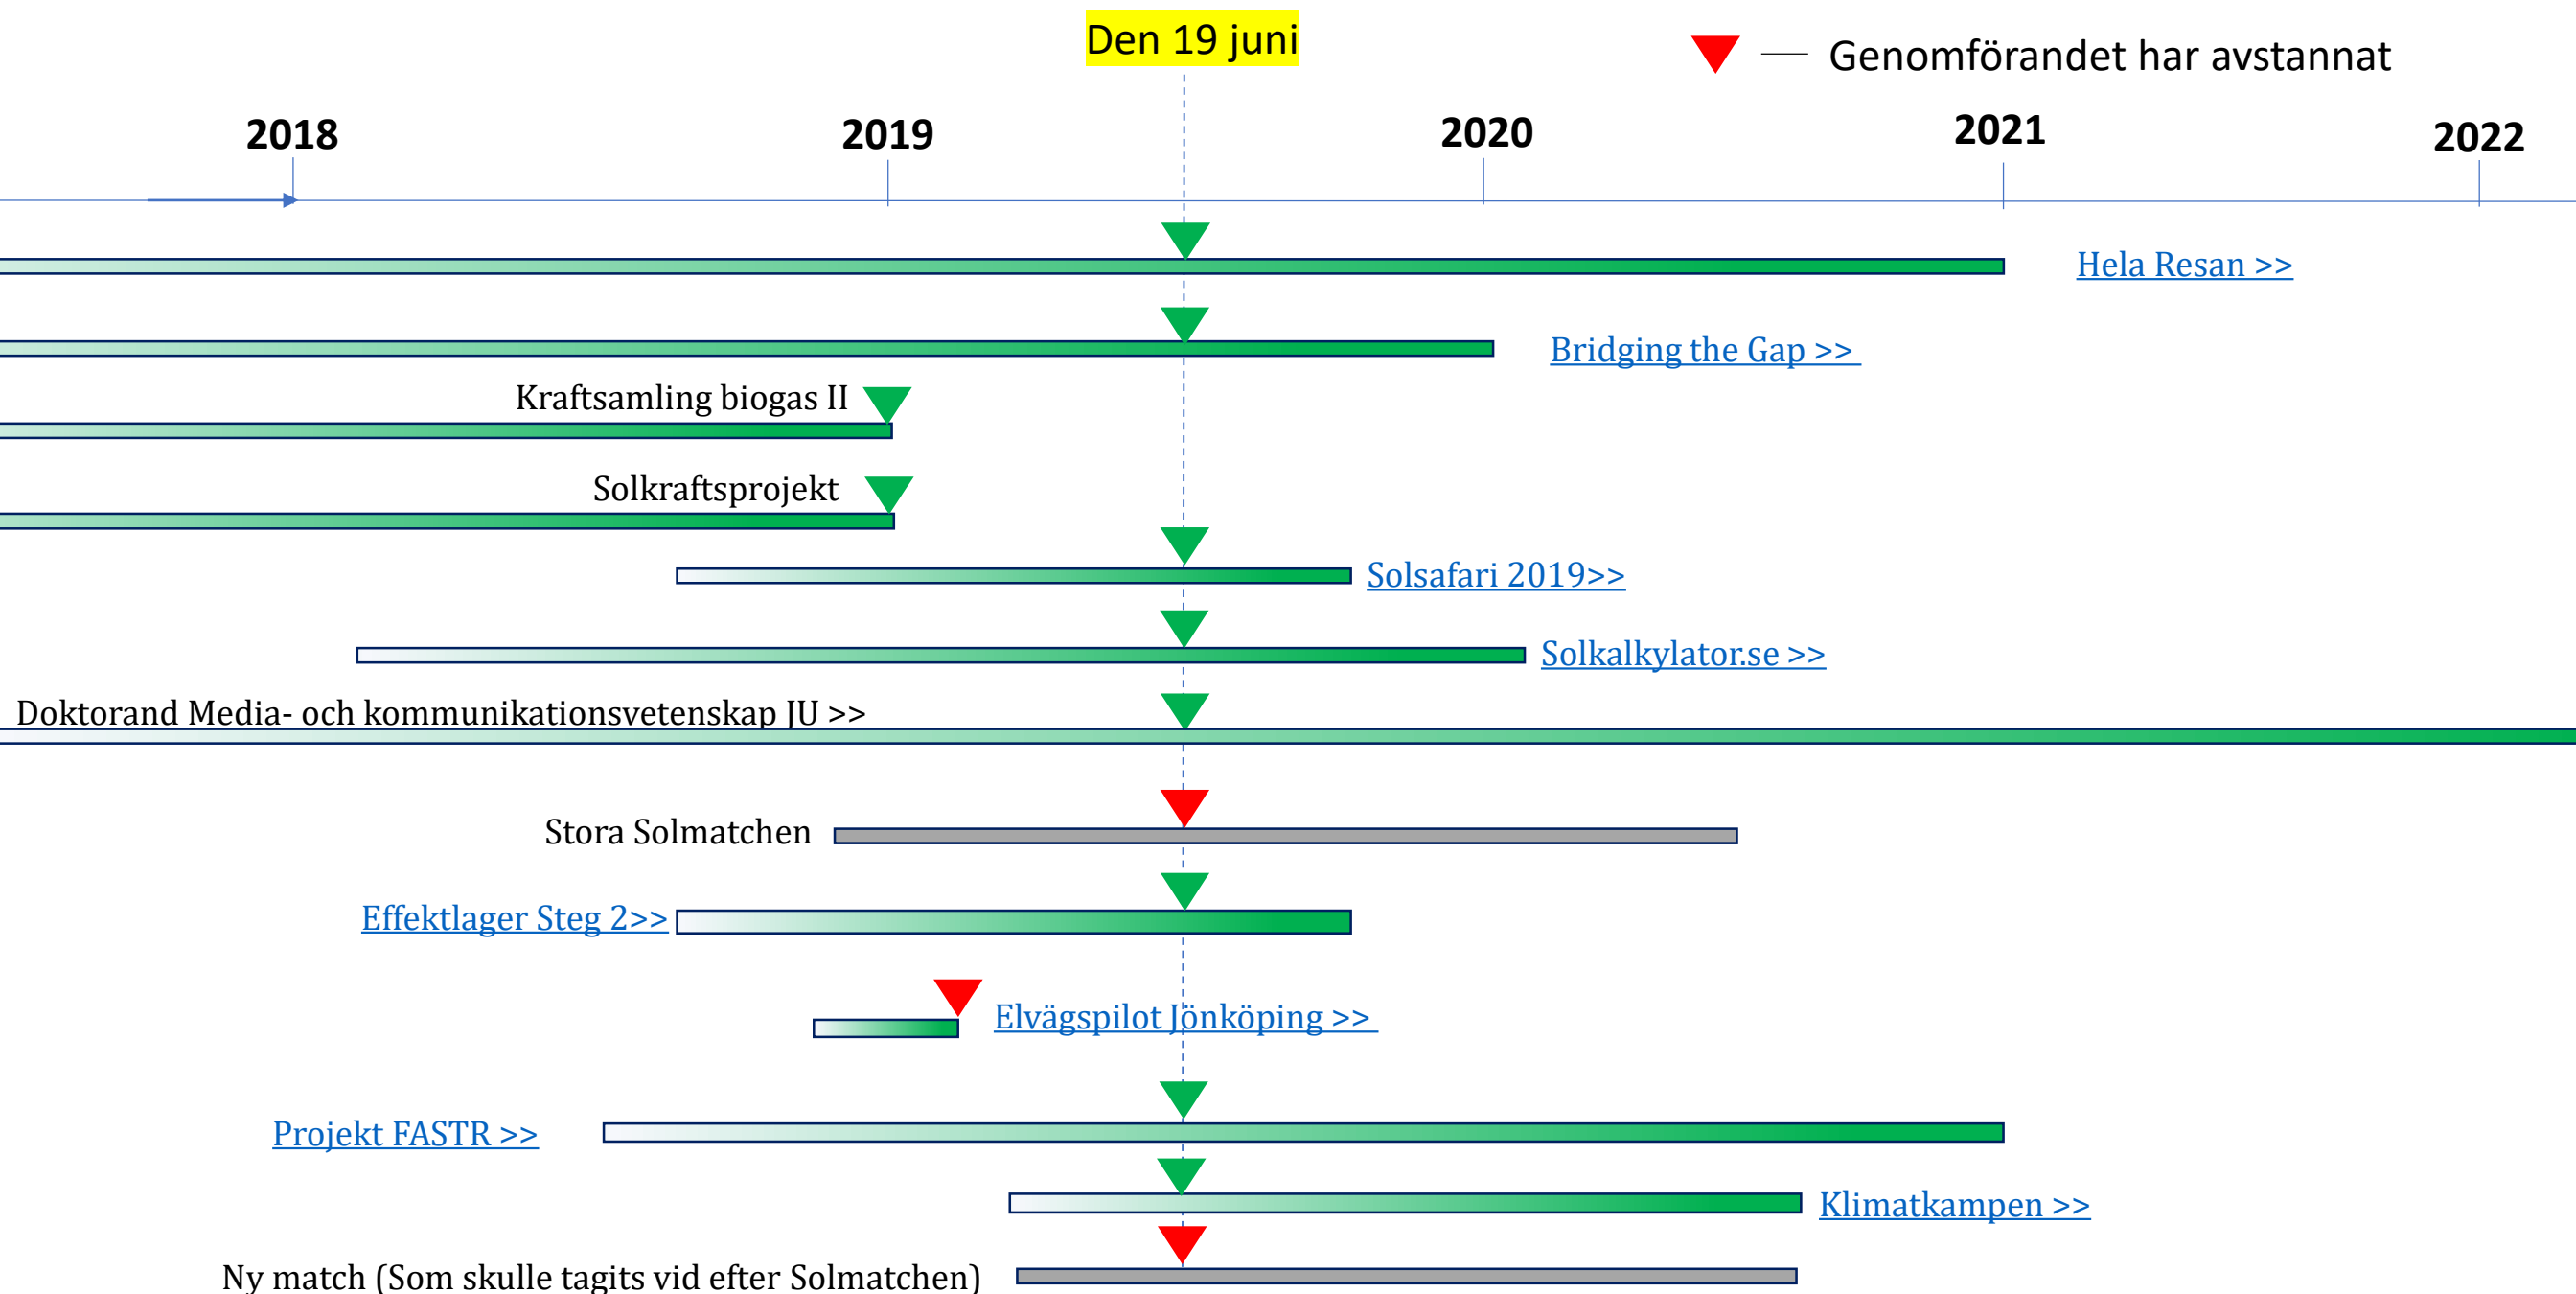 Den 19 juni
Genomförandet har avstannat
2018
2019
2020
2021
2022
Hela Resan >>
Bridging the Gap >>
Kraftsamling biogas II
Solkraftsprojekt
Solsafari 2019>>
Solkalkylator.se >>
Doktorand Media- och kommunikationsvetenskap JU >>
Stora Solmatchen
Effektlager Steg 2>>
Elvägspilot Jönköping >>
Projekt FASTR >>
Klimatkampen >>
Ny match (Som skulle tagits vid efter Solmatchen)